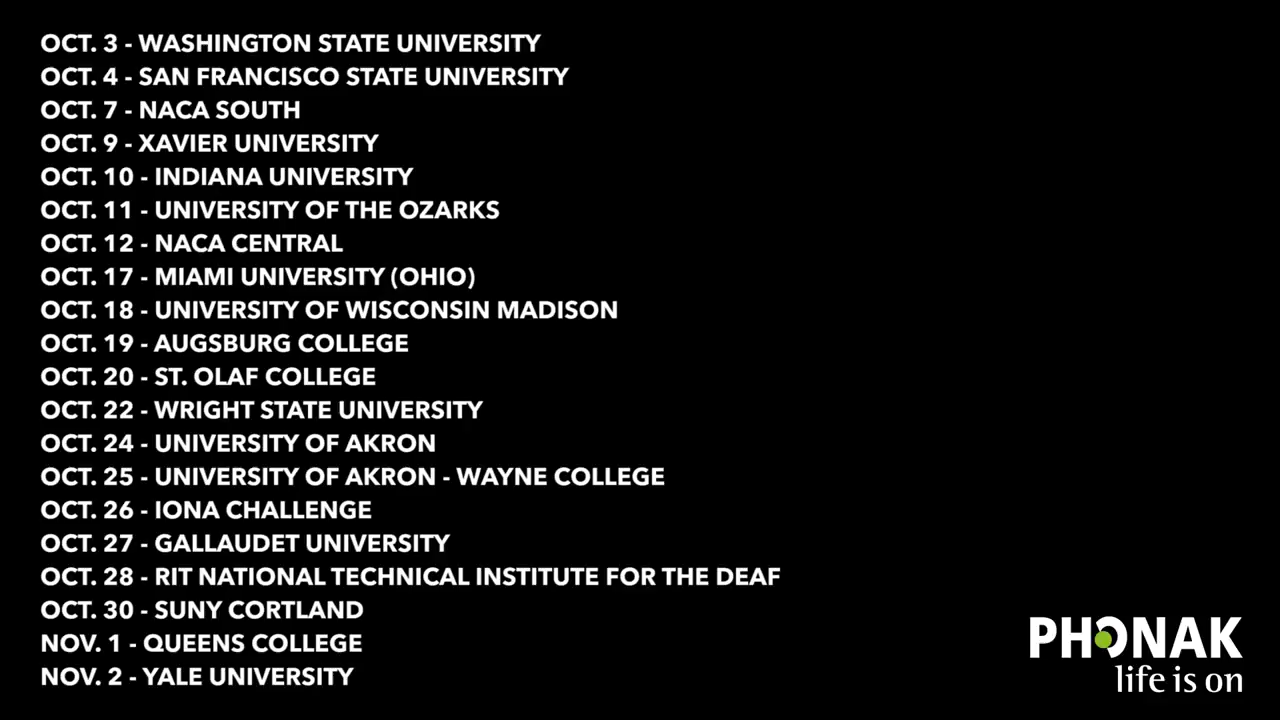 OCT. 3 - WASHINGTON STATE UNIVERSITY
OCT. 4 - SAN FRANCISCO STATE UNIVERSITY
OCT. 7 - NACA SOUTH
OCT. 9 - XAVIER UNIVERSITY
OCT. 10 - INDIANA UNIVERSITY
OCT. 11 - UNIVERSITY OF THE OZARKS
OCT. 12 - NACA CENTRAL
OCT. 17 - MIAMI UNIVERSITY (OHIO)
OCT. 18 - UNIVERSITY OF WISCONSIN MADISON
OCT. 19 - AUGSBURG COLLEGE
OCT. 20 - ST. OLAF COLLEGE
OCT. 22 - WRIGHT STATE UNIVERSITY
OCT. 24 - UNIVERSITY OF AKRON
OCT. 25 - UNIVERSITY OF AKRON - WAYNE COLLEGE
OCT. 26 - IONA CHALLENGE
OCT. 27 - GALLAUDET UNIVERSITY
OCT. 28 - RIT NATIONAL TECHNICAL INSTITUTE FOR THE DEAF
OCT. 30 - SUNY CORTLAND
NOV. 1 - QUEENS COLLEGE
NOV. 2 - YALE UNIVERSITY
PHONAK
life is on